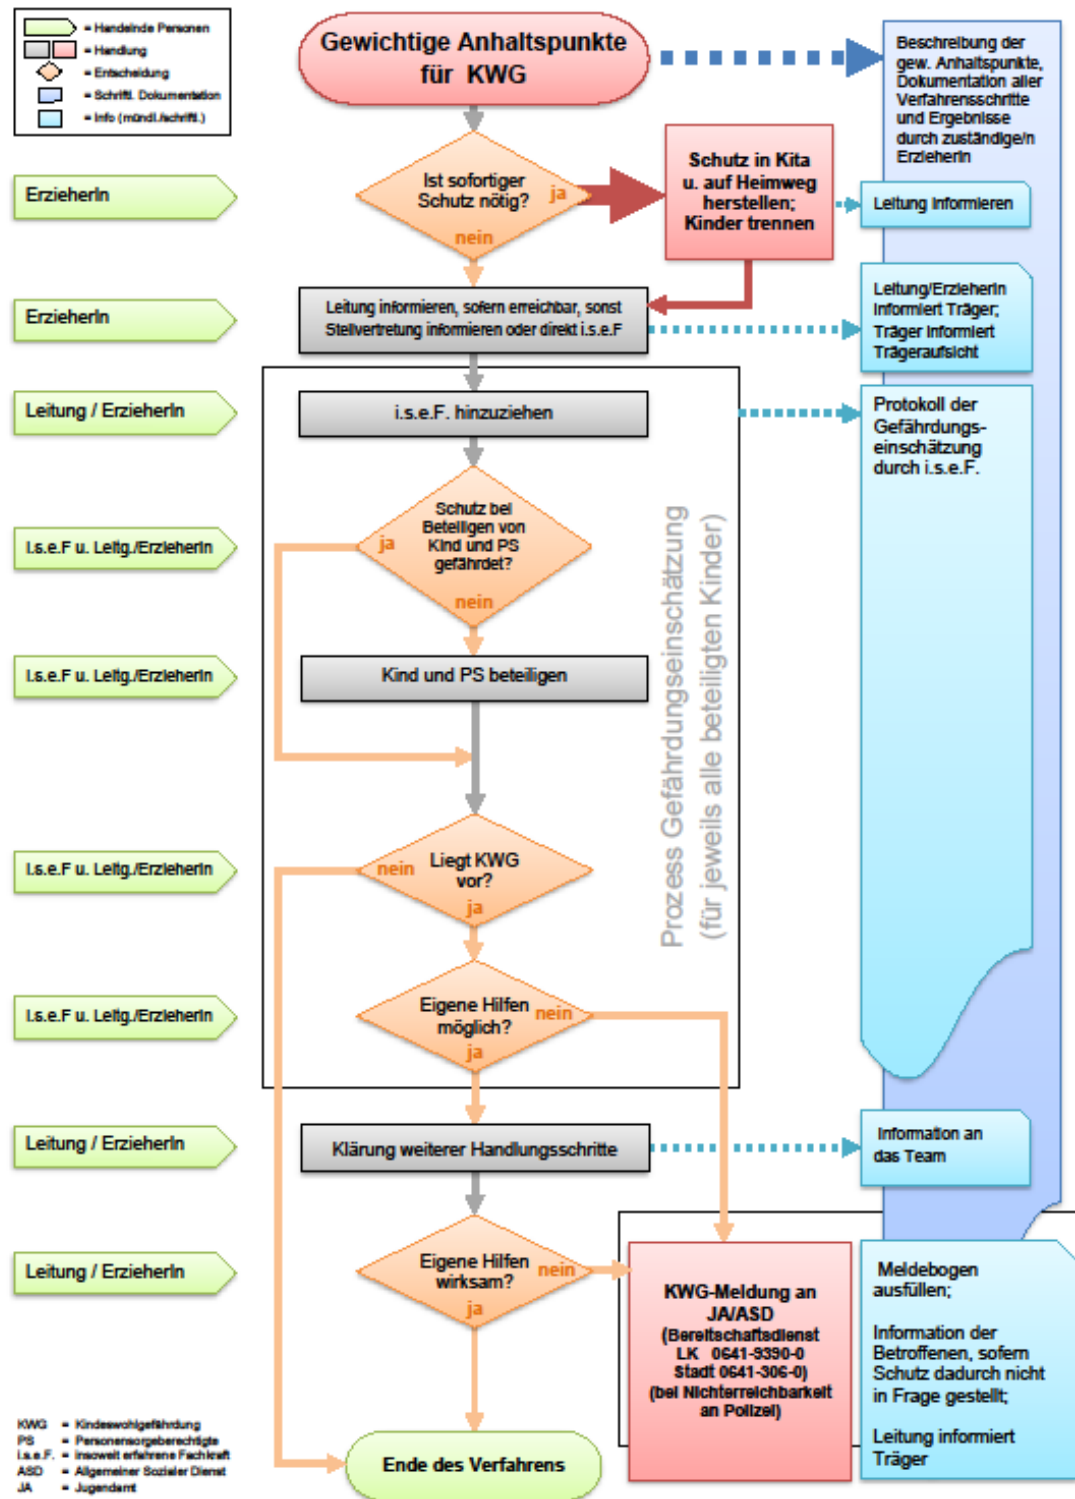 = Handelnde Personen
= Handlung
= Entscheidung
= Schriftl. Dokumentation
= Info (mündl./schriftl.)
Gewichtige Anhaltspunkte
für KWG
Beschreibung der
gew. Anhaltspunkte,
Dokumentation aller
Verfahrensschritte
und Ergebnisse
durch zuständige/n
ErzieherIn
ErzieherIn
Ist sofortiger
Schutz nötig?
ja
nein
Schutz in Kita
u. auf Heimweg
herstellen;
Kinder trennen
Leitung informieren
ErzieherIn
Leitung informieren, sofern erreichbar, sonst
Stellvertretung informieren oder direkt i.s.e.F
Leitung/ErzieherIn
informiert Träger;
Träger informiert
Trägeraufsicht
Leitung / ErzieherIn
i.s.e.F. hinzuziehen
Protokoll der
Gefährdungs-
einschätzung
durch i.s.e.F.
I.s.e.F u. Leitg./ErzieherIn
Schutz bei
Beteiligen von
Kind und PS
gefährdet?
ja
nein
I.s.e.F u. Leitg./ErzieherIn
Kind und PS beteiligen
Prozess Gefährdungseinschätzung
(für jeweils alle beteiligten Kinder)
I.s.e.F u. Leitg./ErzieherIn
Liegt KWG
vor?
nein
ja
I.s.e.F u. Leitg./ErzieherIn
Eigene Hilfen
möglich?
nein
ja
Leitung / ErzieherIn
Klärung weiterer Handlungsschritte
Information an
das Team
Leitung / ErzieherIn
Eigene Hilfen
wirksam?
nein
ja
KWG-Meldung an
JA/ASD
(Bereitschaftsdienst
LK 0641-9390-0
Stadt 0641-306-0)
(bei Nichterreichbarkeit
an Polizei)
Meldebogen
ausfüllen;
Information der
Betroffenen, sofern
Schutz dadurch nicht
in Frage gestellt;
Leitung informiert
Träger
Ende des Verfahrens
KWG = Kindeswohlgefährdung
PS = Personensorgeberechtigte
I.s.e.F. = insoweit erfahrene Fachkraft
ASD = Allgemeiner Sozialer Dienst
JA = Jugendamt